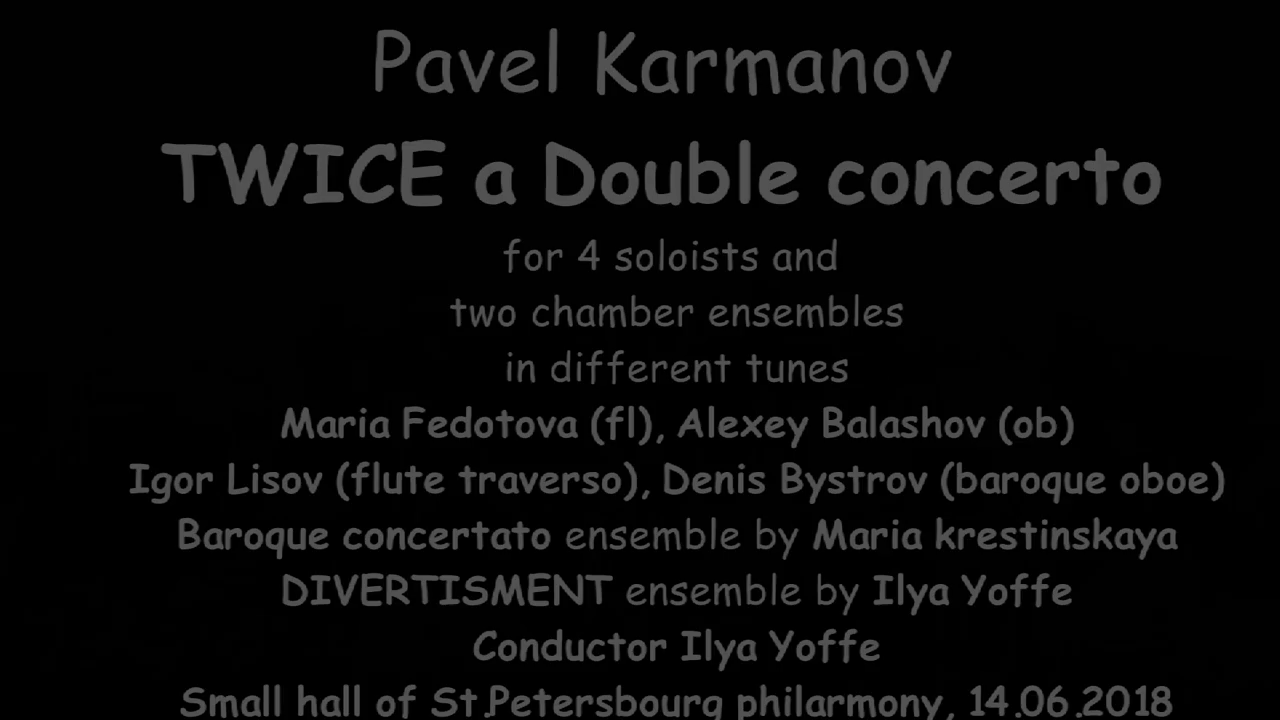 Pavel Karmanov
TWICE a Double concerto
for 4 soloists and
two chamber ensembles
in different tunes
Maria Fedotova (fl), Alexey Balashov (ob)
Igor Lisov (flute traverso), Denis Bystrov (baroque oboe)
Baroque concertato ensemble by Maria krestinskaya
DIVERTISMENT ensemble by Ilya Yoffe
Conductor Ilya Yoffe
Small hall of St.Petersbourg philarmony, 14.06.2018